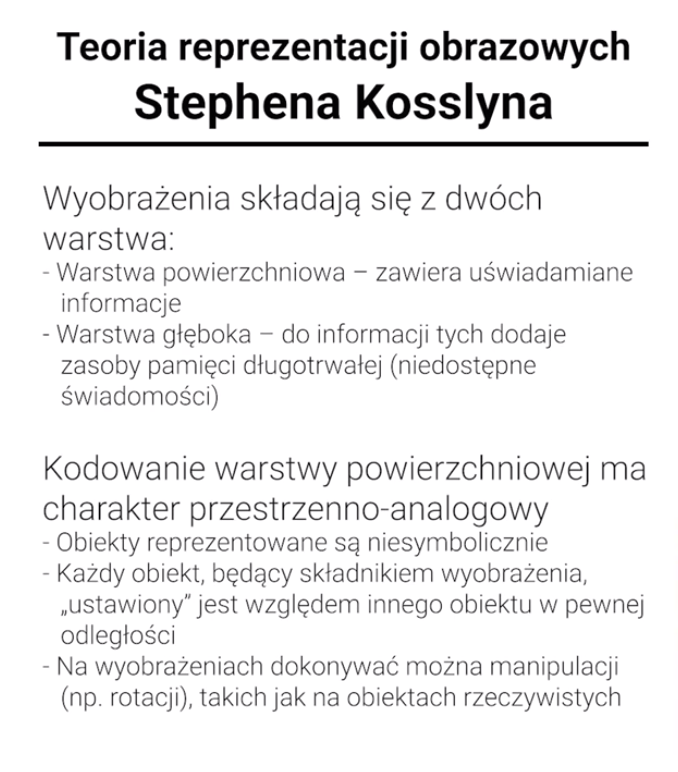 Teoria reprezentacji obrazowych
Stephena Kosslyna
Wyobrażenia składają się z dwóch
warstwa:
- Warstwa powierzchniowa – zawiera uświadamiane
informacje
- Warstwa głęboka – do informacji tych dodaje
zasoby pamięci długotrwałej (niedostępne
świadomości)
Kodowanie warstwy powierzchniowej ma
charakter przestrzenno-analogowy
- Obiekty reprezentowane są niesymbolicznie
- Każdy obiekt, będący składnikiem wyobrażenia,
„ustawiony” jest względem innego obiektu w pewnej
odległości
- Na wyobrażeniach dokonywać można manipulacji
(np. rotacji), takich jak na obiektach rzeczywistych